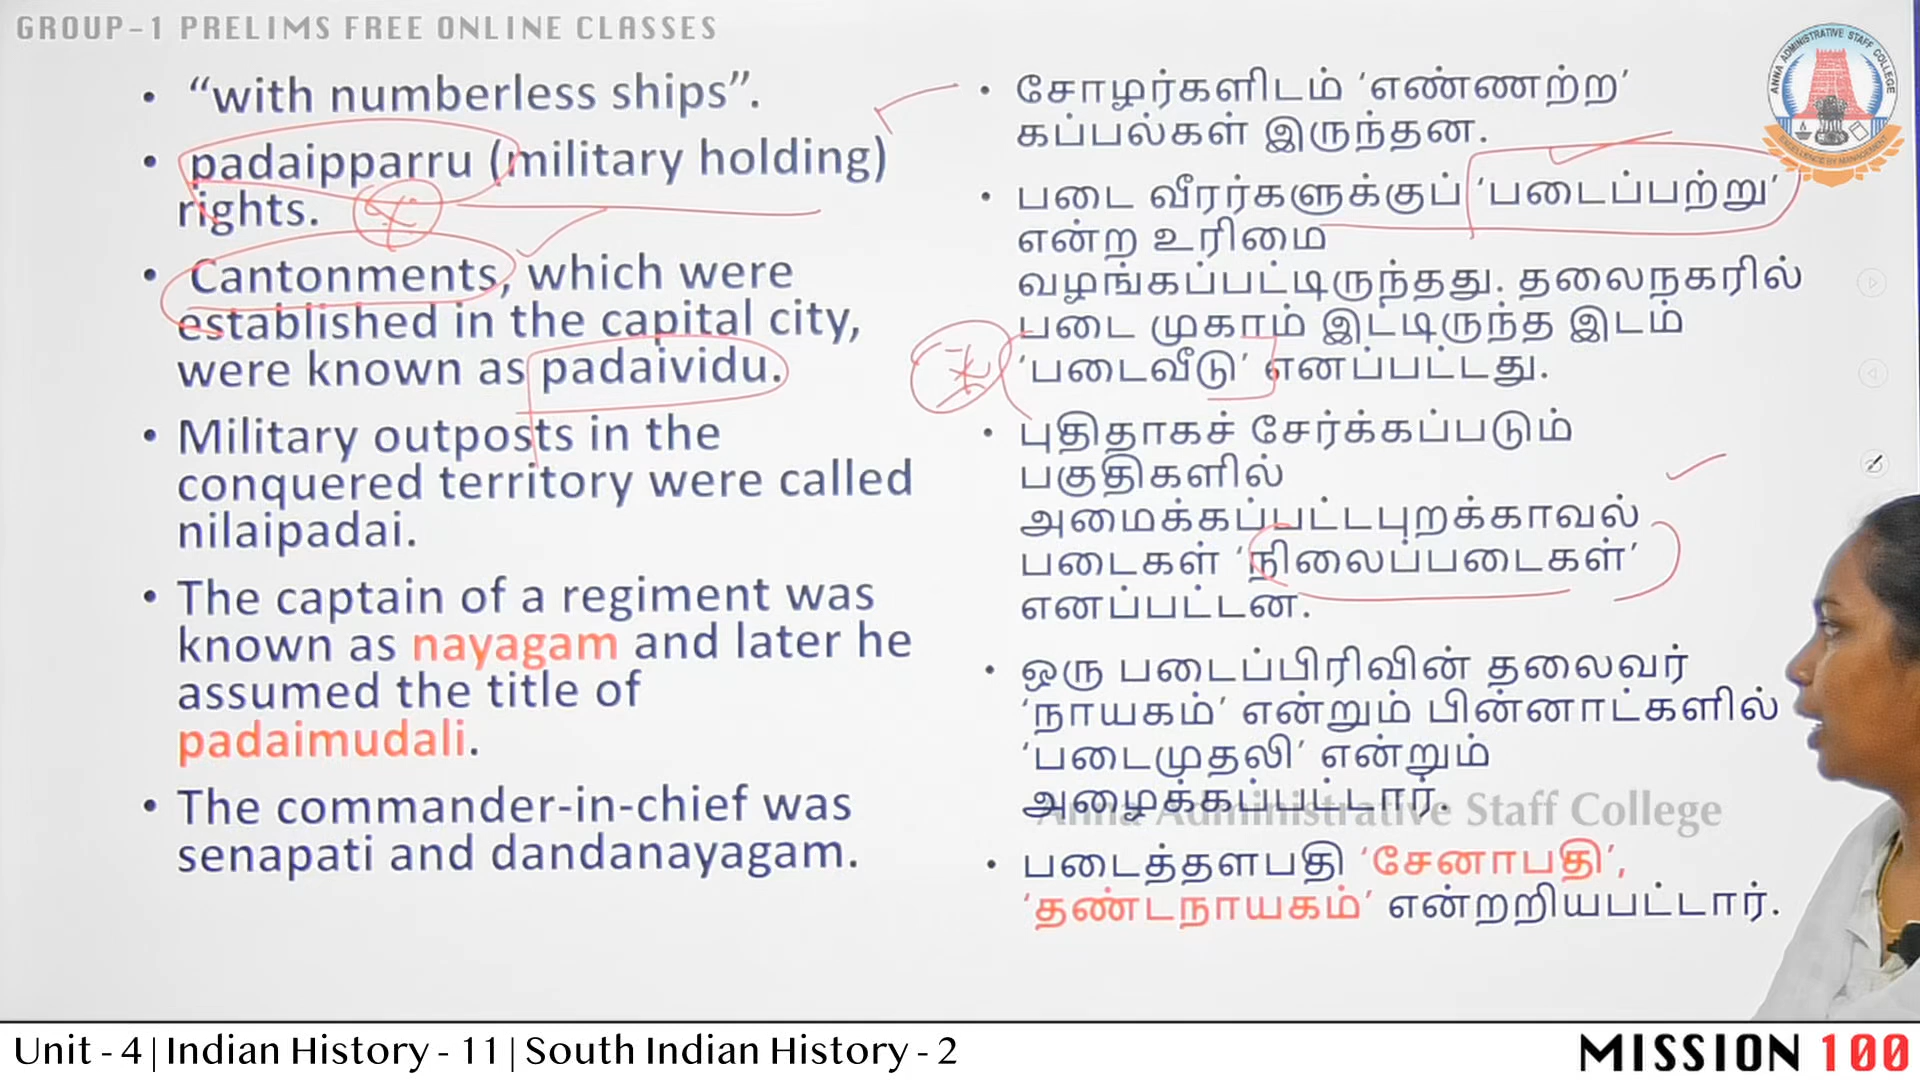 GROUP-1 PRELIMS FREE ONLINE CLASSES
• “with numberless ships”.
• padaipparru (military holding)
rights.
• Cantonments, which were
established in the capital city,
were known as padaividu.
• Military outposts in the
conquered territory were called
nilaipadai.
• The captain of a regiment was
known as nayagam and later he
assumed the title of
padaimudali.
• The commander-in-chief was
senapati and dandanayagam.
• சோழர்களிடம் ‘எண்ணற்ற’
கப்பல்கள் இருந்தன.
• படை வீரர்களுக்குப் ‘படைப்பற்று’
என்ற உரிமை
வழங்கப்பட்டிருந்தது. தலைநகரில்
படை முகாம் இட்டிருந்த இடம்
‘படைவீடு’ எனப்பட்டது.
• புதிதாகச் சேர்க்கப்படும்
பகுதிகளில்
அமைக்கப்பட்டபுறக்காவல்
படைகள் ‘நிலைப்படைகள்’
எனப்பட்டன.
• ஒரு படைப்பிரிவின் தலைவர்
‘நாயகம்’ என்றும் பின்னாட்களில்
‘படைமுதலி’ என்றும்
அழைக்கப்பட்டார்.
Anna Administrative Staff College
• படைத்தளபதி ‘சேனாபதி’,
‘தண்டநாயகம்’ என்றறியபட்டார்.
ANNA ADMINISTRATIVE STAFF COLLEGE
EXCELLENCE BY MANAGEMENT
Unit - 4 | Indian History - 11 | South Indian History - 2
MISSION 100